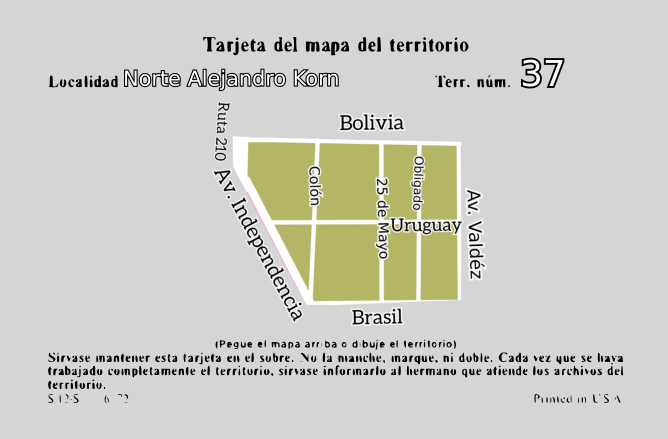 Tarjeta del mapa del territorio
Localidad Norte Alejandro Korn Terr. núm. 37
Ruta 210
Bolivia
Av. Independencia
Colón
25 de Mayo
Obligado
Av. Valdéz
Uruguay
Brasil
(Pegue el mapa arriba o dibuje el territorio)
Sírvase mantener esta tarjeta en el sobre. No la manche, marque, ni doble. Cada vez que se haya
trabajado completamente el territorio, sírvase informarlo al hermano que atiende los archivos del
territorio.
S-12-S 6/72 Printed in U.S.A.